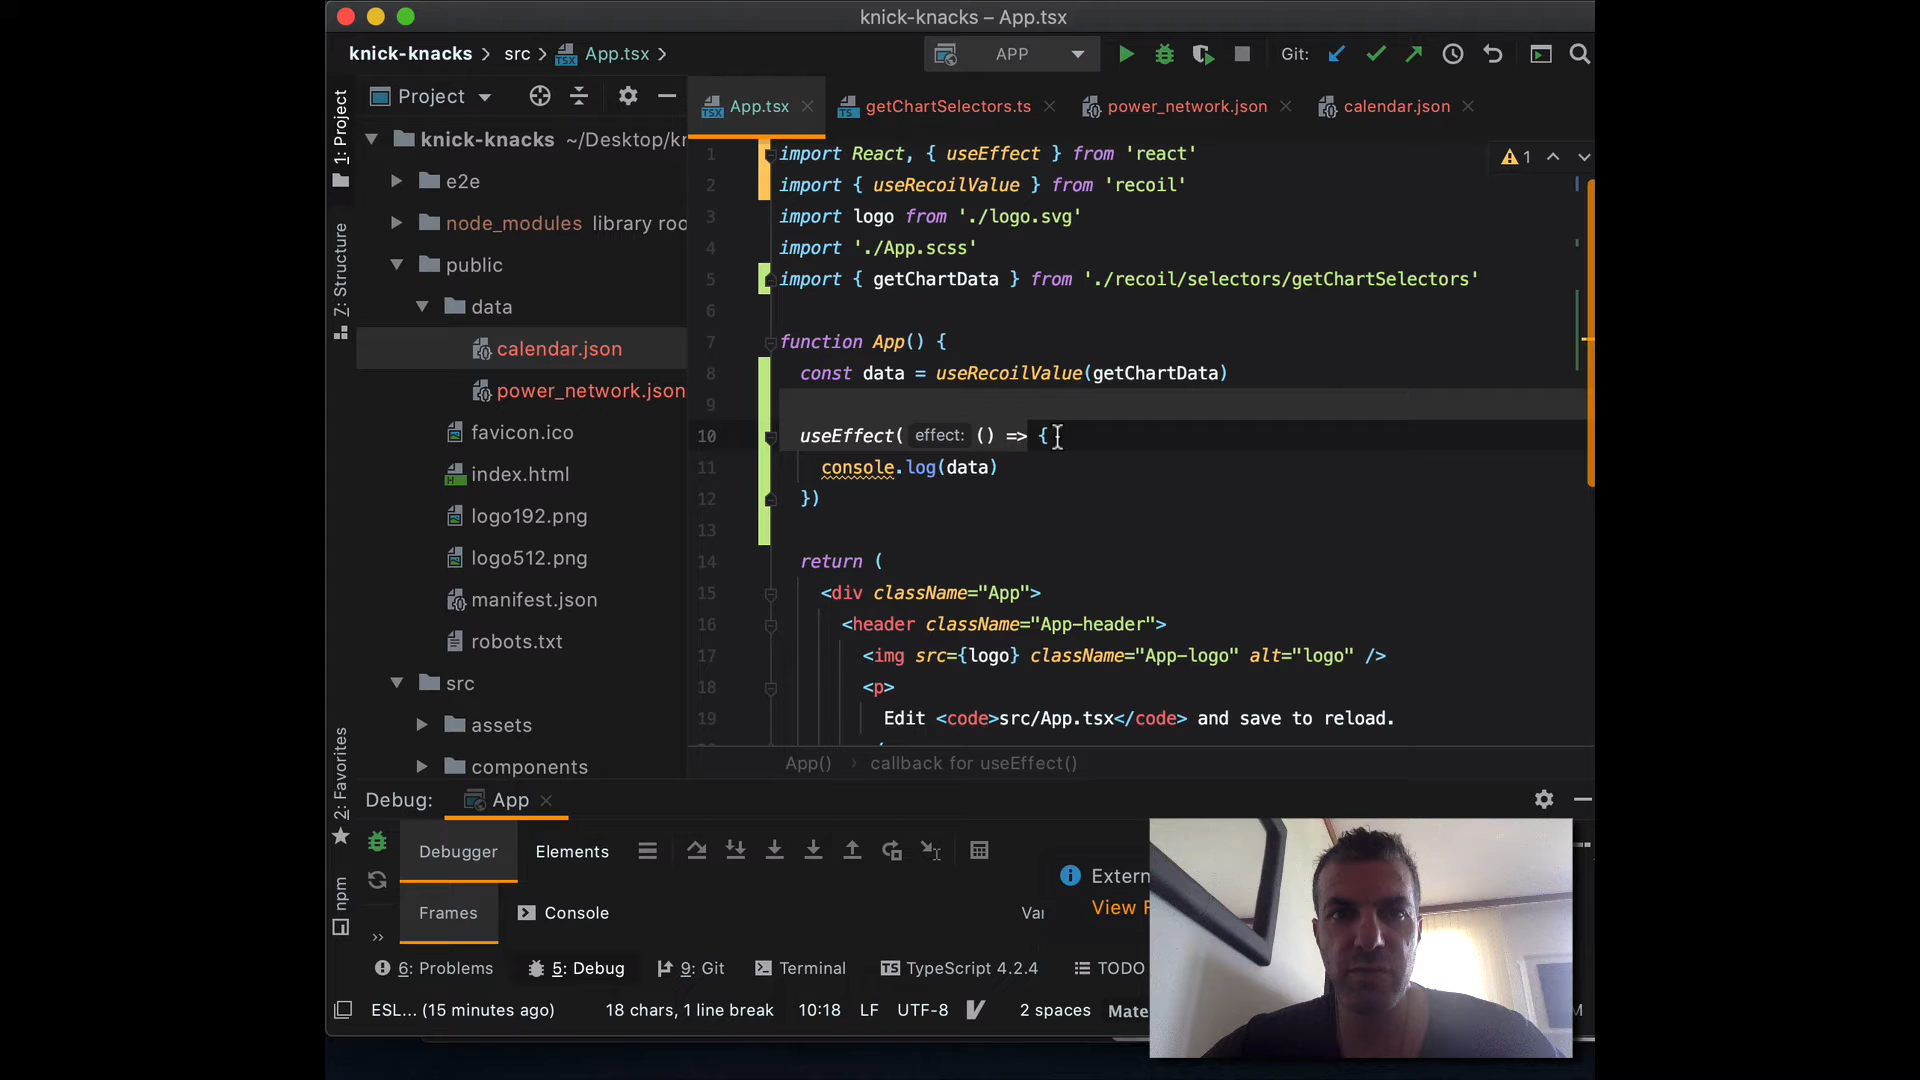 knick-knacks – App.tsx
knick-knacks > src > App.tsx >
APP
Git:
1: Project
Project
App.tsx
getChartSelectors.ts
power_network.json
calendar.json
knick-knacks ~/Desktop/kr
e2e
node_modules library roo
public
data
calendar.json
power_network.json
favicon.ico
index.html
logo192.png
logo512.png
manifest.json
robots.txt
src
assets
components
7: Structure
2: Favorites
npm
1
1 import React, { useEffect } from 'react'
2 import { useRecoilValue } from 'recoil'
3 import logo from './logo.svg'
4 import './App.scss'
5 import { getChartData } from './recoil/selectors/getChartSelectors'
6
7 function App() {
8 const data = useRecoilValue(getChartData)
9
10 useEffect( effect: () => {
11 console.log(data)
12 })
13
14 return (
15 <div className="App">
16 <header className="App-header">
17 <img src={logo} className="App-logo" alt="logo" />
18 <p>
19 Edit <code>src/App.tsx</code> and save to reload.
App() > callback for useEffect()
Debug: App
Debugger Elements
Frames Console
Var
Extern
View F
6: Problems 5: Debug 9: Git Terminal TypeScript 4.2.4 TODO
ESL... (15 minutes ago) 18 chars, 1 line break 10:18 LF UTF-8 2 spaces Mate